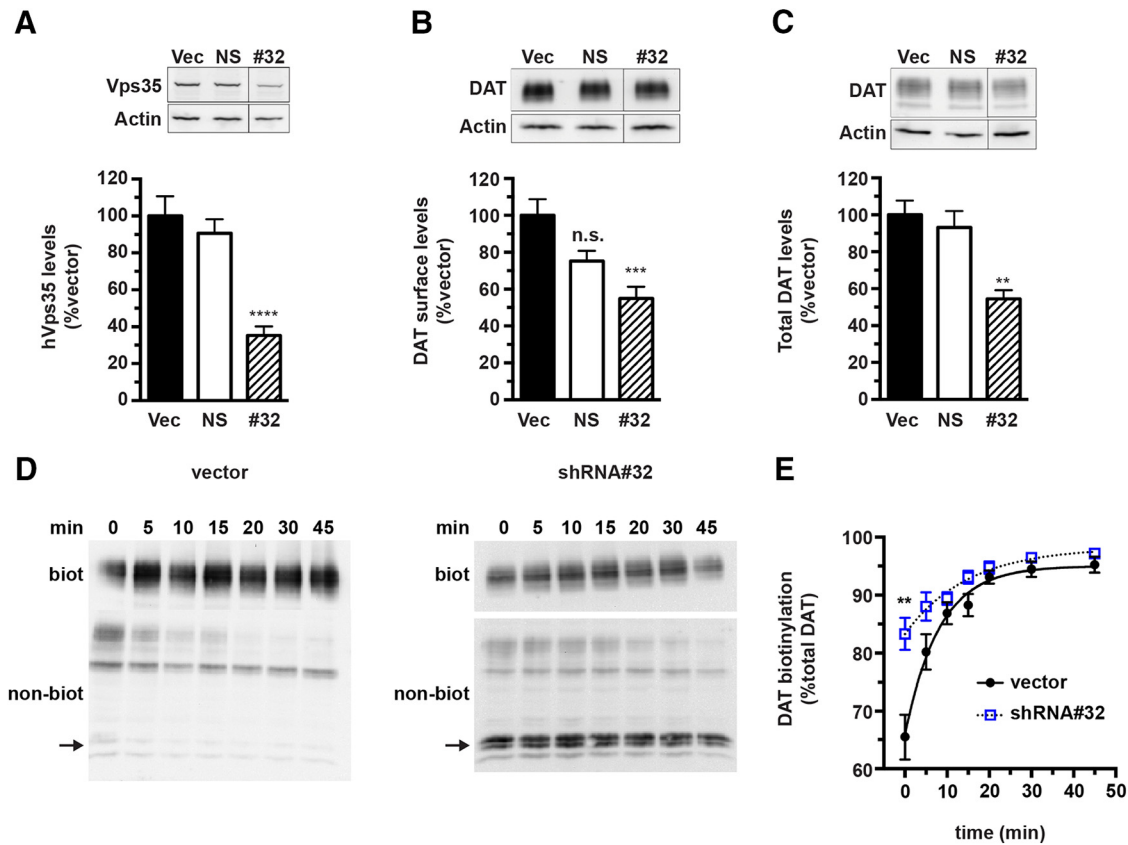 A
Vec NS #32
Vps35
Actin
hVps35 levels
(%vector)
120
100
80
60
40
20
0
****
Vec NS #32
B
Vec NS #32
DAT
Actin
DAT surface levels
(%vector)
120
100
80
60
40
20
0
n.s.
***
Vec NS #32
C
Vec NS #32
DAT
Actin
Total DAT levels
(%vector)
120
100
80
60
40
20
0
**
Vec NS #32
D
vector
min 0 5 10 15 20 30 45
biot
non-biot
shRNA#32
min 0 5 10 15 20 30 45
biot
non-biot
E
DAT biotinylation
(%total DAT)
100
90
80
70
60
**
vector
shRNA#32
0 10 20 30 40 50
time (min)